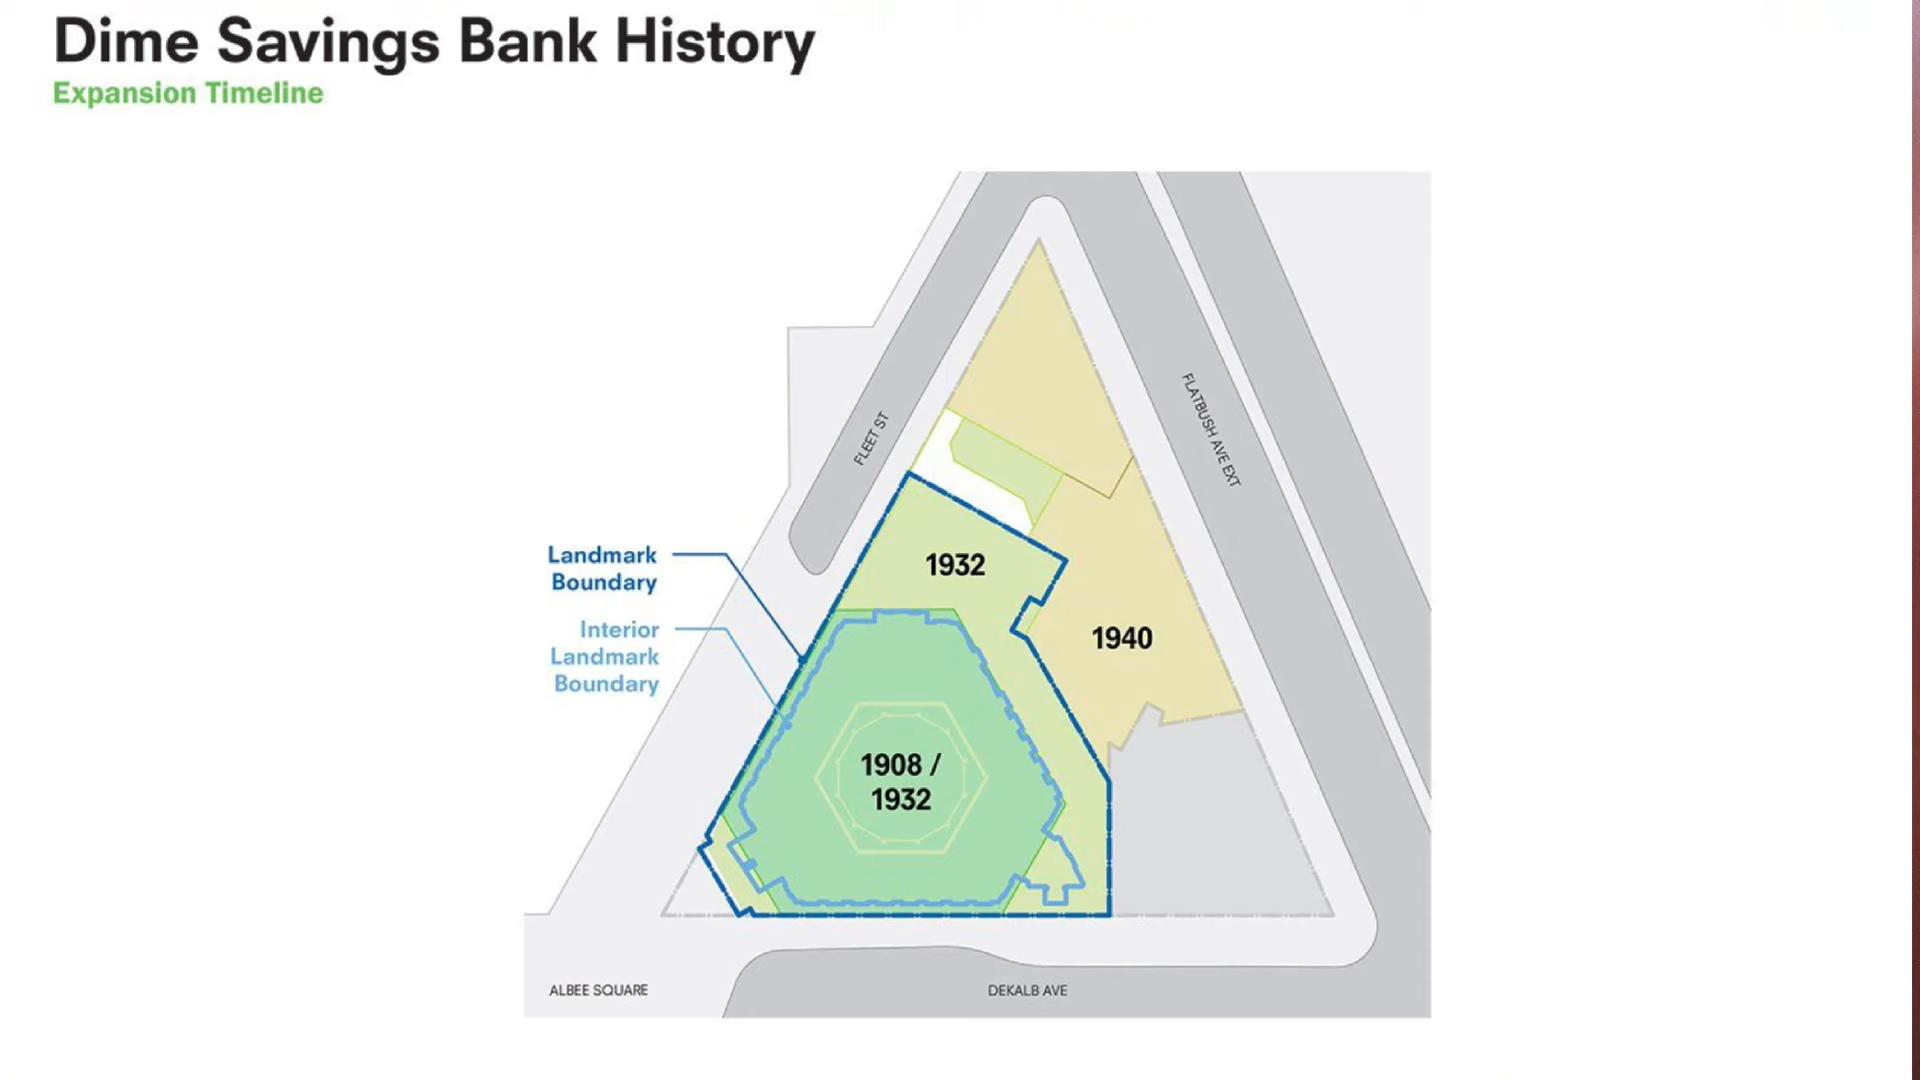 Dime Savings Bank History
Expansion Timeline
FLEET ST
FLATBUSH AVE EXT
Landmark
Boundary
Interior
Landmark
Boundary
1932
1940
1908 /
1932
ALBEE SQUARE
DEKALB AVE